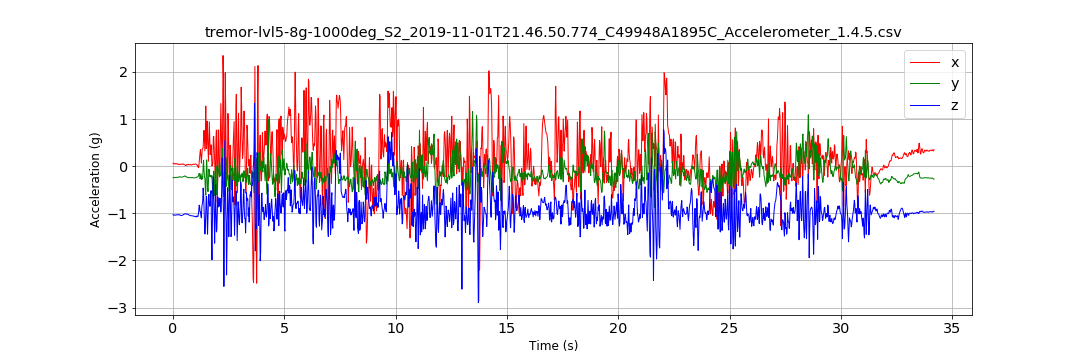 tremor-lvl5-8g-1000deg_S2_2019-11-01T21.46.50.774_C49948A1895C_Accelerometer_1.4.5.csv
x
y
z
2
1
0
−1
−2
−3
Acceleration (g)
0 5 10 15 20 25 30 35
Time (s)